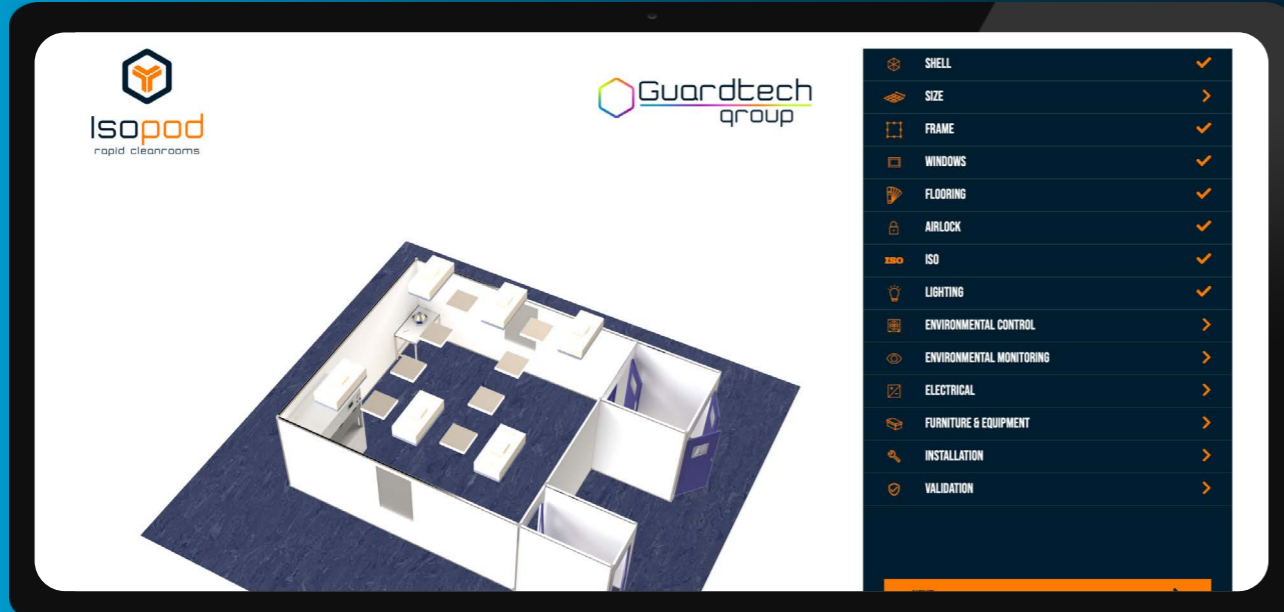 Isopod
rapid cleanrooms
Guardtech
group
SHELL
SIZE
FRAME
WINDOWS
FLOORING
AIRLOCK
ISO ISO
LIGHTING
ENVIRONMENTAL CONTROL
ENVIRONMENTAL MONITORING
ELECTRICAL
FURNITURE & EQUIPMENT
INSTALLATION
VALIDATION